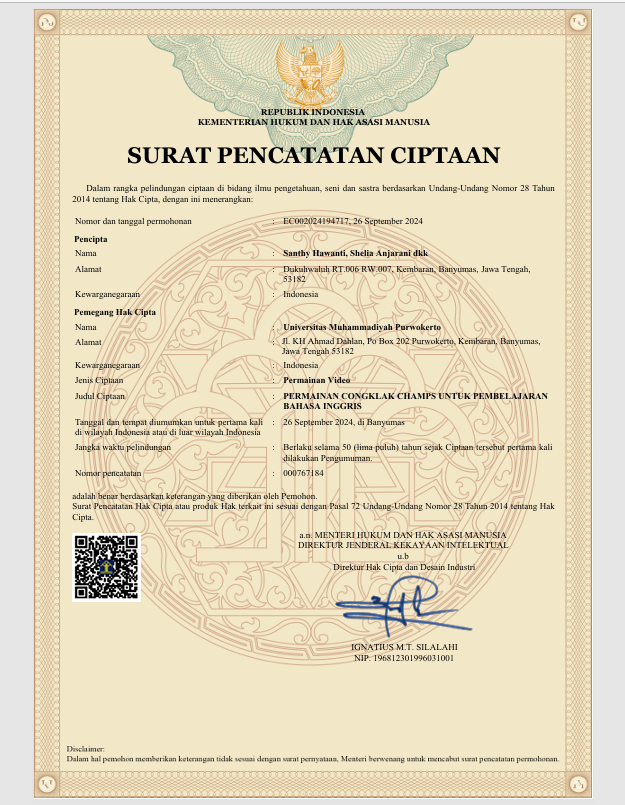 REPUBLIK INDONESIA
KEMENTERIAN HUKUM DAN HAK ASASI MANUSIA
SURAT PENCATATAN CIPTAAN
Dalam rangka pelindungan ciptaan di bidang ilmu pengetahuan, seni dan sastra berdasarkan Undang-Undang Nomor 28 Tahun
2014 tentang Hak Cipta, dengan ini menerangkan:
Nomor dan tanggal permohonan : EC002024194717, 26 September 2024
Pencipta
Nama : Santhy Hawanti, Shelia Anjarani dkk
Alamat : Dukuhwaluh RT.006 RW.007, Kembaran, Banyumas, Jawa Tengah,
53182
Kewarganegaraan : Indonesia
Pemegang Hak Cipta
Nama : Universitas Muhammadiyah Purwokerto
Alamat : Jl. KH Ahmad Dahlan, Po Box 202 Purwokerto, Kembaran, Banyumas,
Jawa Tengah 53182
Kewarganegaraan : Indonesia
Jenis Ciptaan : Permainan Video
Judul Ciptaan : PERMAINAN CONGKLAK CHAMPS UNTUK PEMBELAJARAN
BAHASA INGGRIS
Tanggal dan tempat diumumkan untuk pertama kali : 26 September 2024, di Banyumas
di wilayah Indonesia atau di luar wilayah Indonesia
Jangka waktu pelindungan : Berlaku selama 50 (lima puluh) tahun sejak Ciptaan tersebut pertama kali
dilakukan Pengumuman.
Nomor pencatatan : 000767184
adalah benar berdasarkan keterangan yang diberikan oleh Pemohon.
Surat Pencatatan Hak Cipta atau produk Hak terkait ini sesuai dengan Pasal 72 Undang-Undang Nomor 28 Tahun 2014 tentang Hak
Cipta.
a.n. MENTERI HUKUM DAN HAK ASASI MANUSIA
DIREKTUR JENDERAL KEKAYAAN INTELEKTUAL
u.b
Direktur Hak Cipta dan Desain Industri
IGNATIUS M.T. SILALAHI
NIP. 196812301996031001
Disclaimer:
Dalam hal pemohon memberikan keterangan tidak sesuai dengan surat pernyataan, Menteri berwenang untuk mencabut surat pencatatan permohonan.